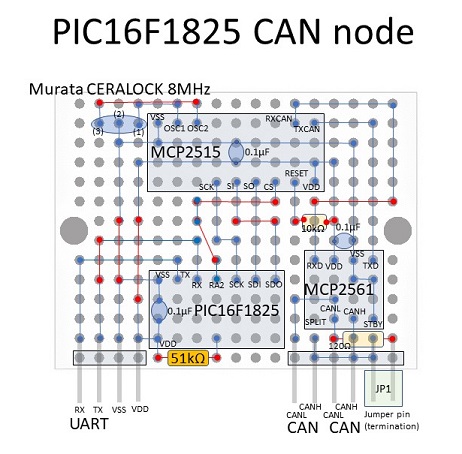 PIC16F1825 CAN node
Murata CERALOCK 8MHz
(2)
(3) (1)
VSS
OSC1 OSC2
RXCAN
TXCAN
MCP2515
0.1μF
RESET
SCK SI SO CS VDD
10kΩ
0.1μF
VSS
RXD VDD TXD
MCP2561
VSS TX
RX RA2 SCK SDI SDO
CANL
CANH
0.1μF
PIC16F1825
SPLIT STBY
VDD
120Ω
51kΩ
JP1
RX TX VSS VDD
UART
CANH CANH
CANL CANL
CAN CAN
Jumper pin
(termination)